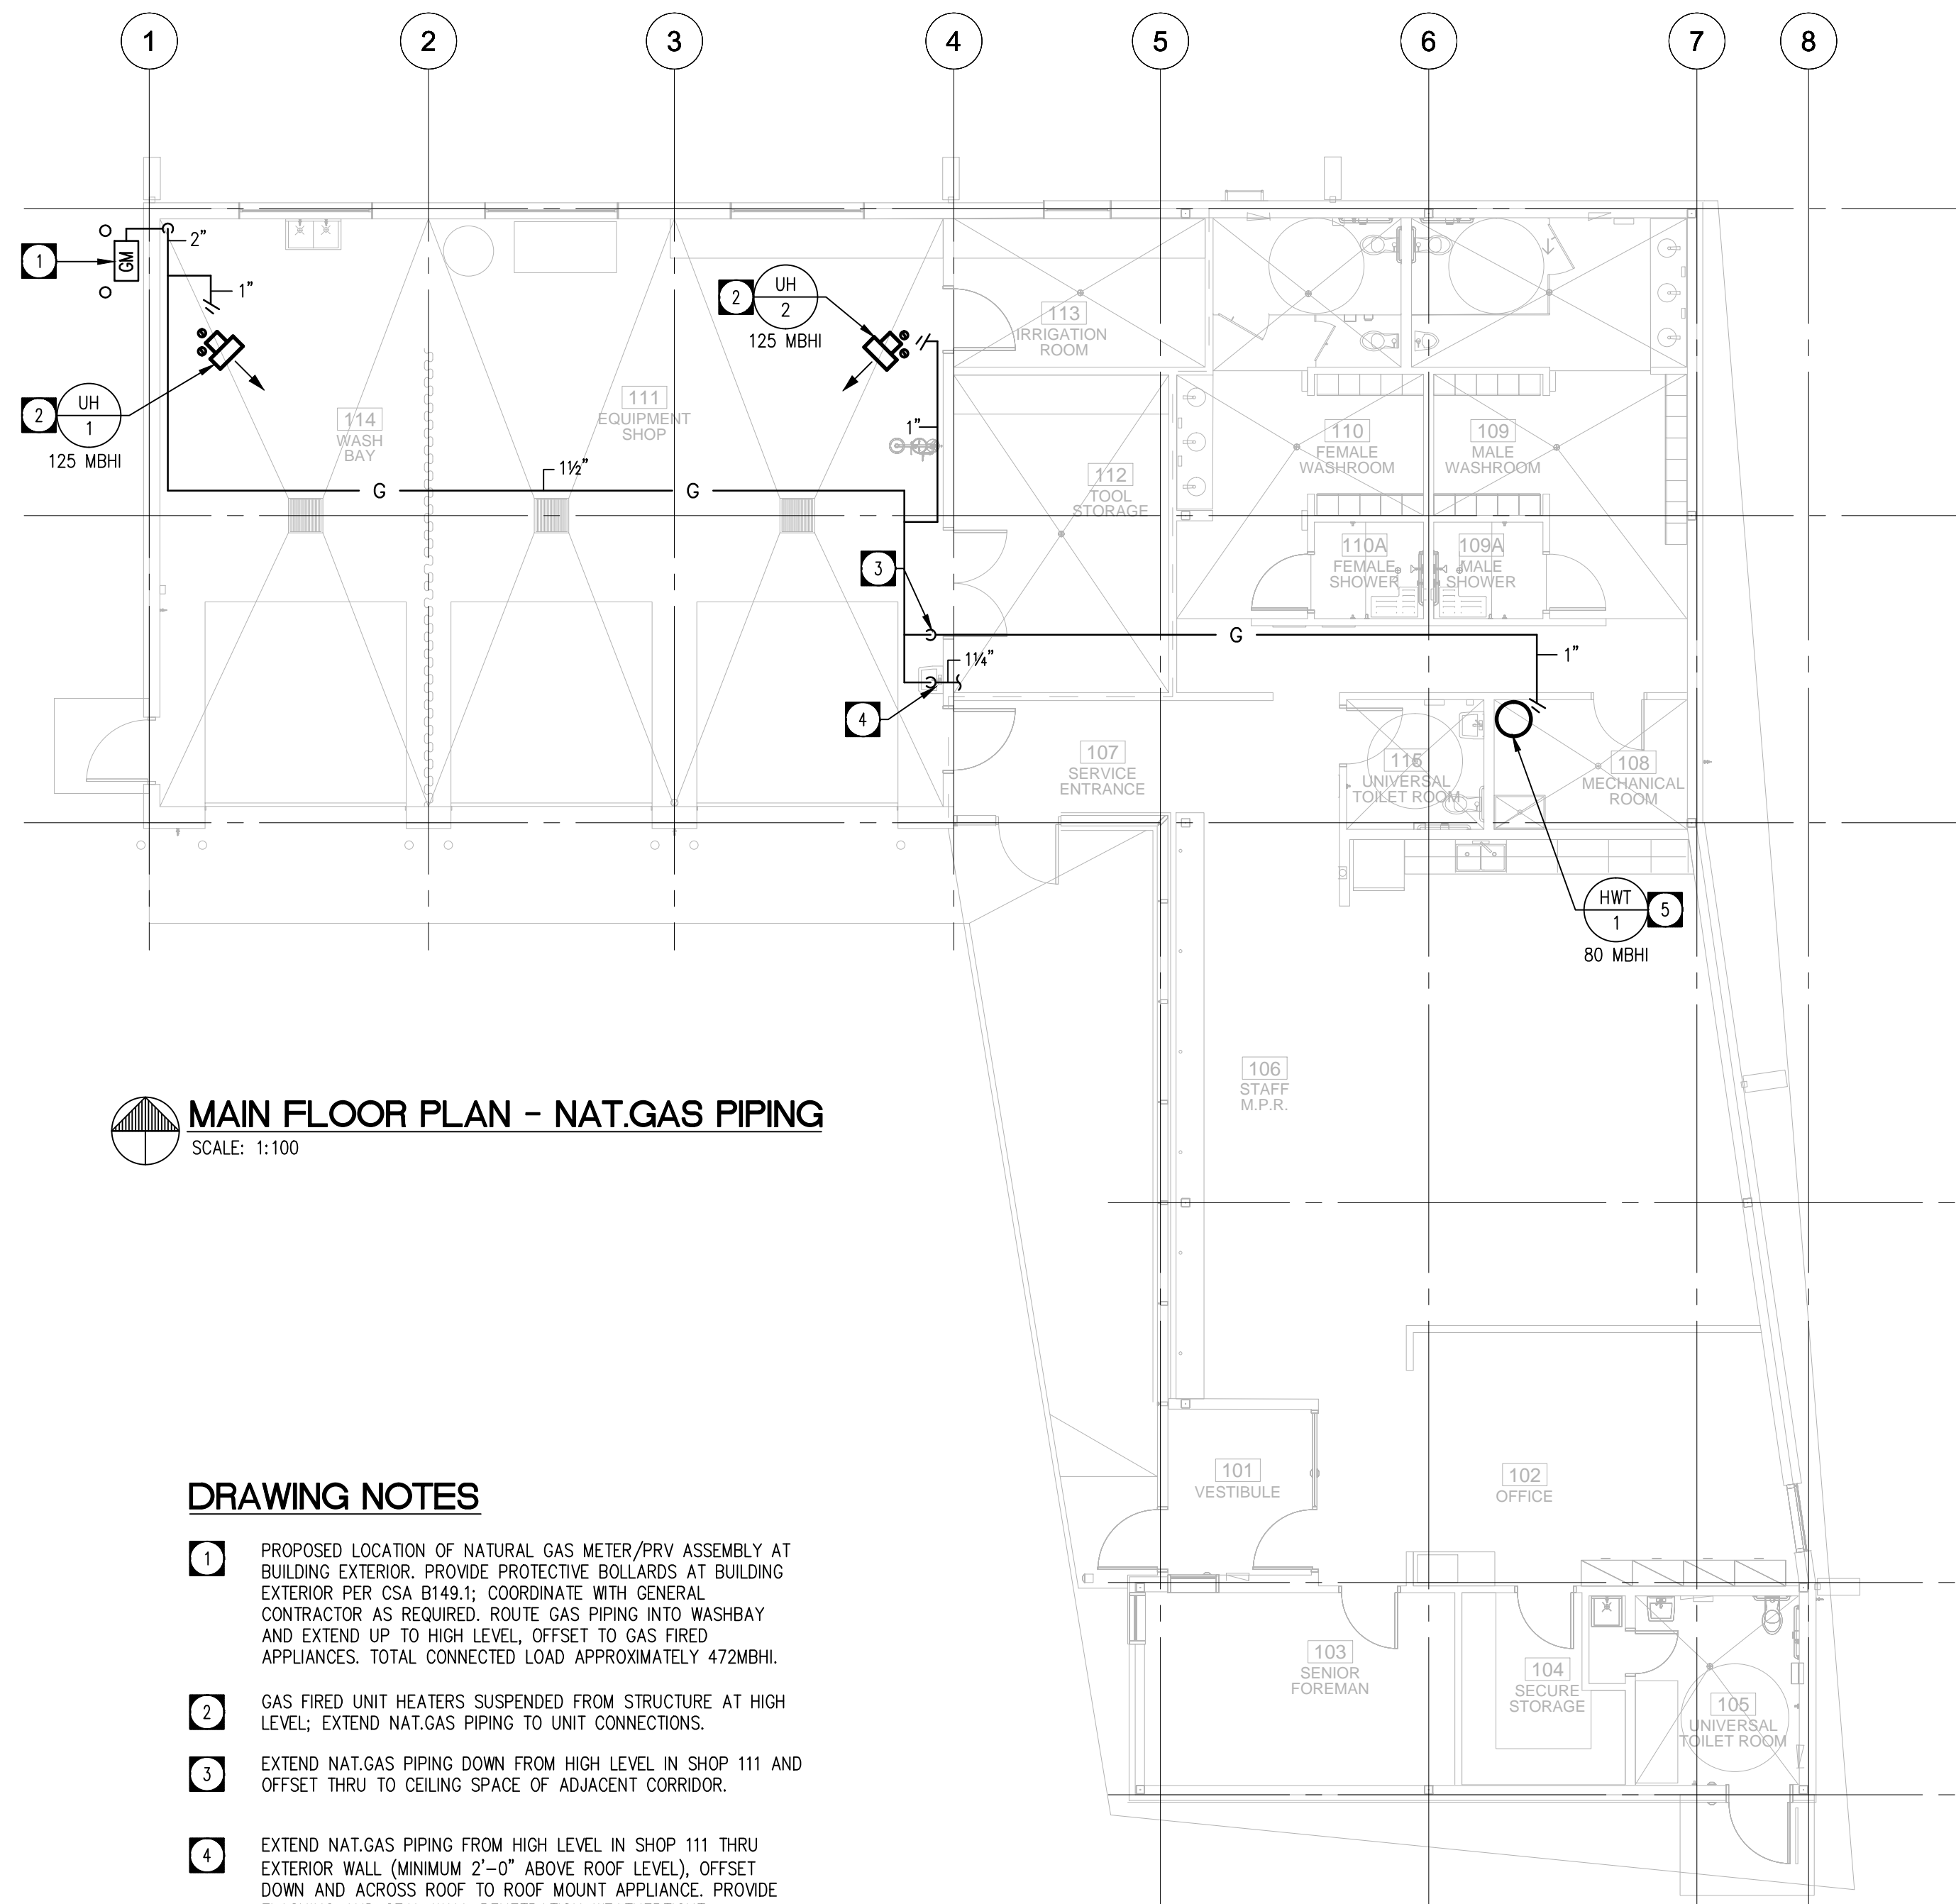 1 2 3 4 5 6 7 8
2"
1
GM
1"
2 UH 2
125 MBHI
113
IRRIGATION
ROOM
2 UH 1
125 MBHI
114
WASH
BAY
111
EQUIPMENT
SHOP
1"
110
FEMALE
WASHROOM
109
MALE
WASHROOM
112
TOOL
STORAGE
G
1½"
G
110A
FEMALE
SHOWER
109A
MALE
SHOWER
3
G
1"
1¼"
4
107
SERVICE
ENTRANCE
115
UNIVERSAL
TOILET ROOM
108
MECHANICAL
ROOM
HWT 1 5
80 MBHI
106
STAFF
M.P.R.
MAIN FLOOR PLAN - NAT.GAS PIPING
SCALE: 1:100
101
VESTIBULE
102
OFFICE
103
SENIOR
FOREMAN
104
SECURE
STORAGE
105
UNIVERSAL
TOILET ROOM
DRAWING NOTES
1 PROPOSED LOCATION OF NATURAL GAS METER/PRV ASSEMBLY AT
BUILDING EXTERIOR. PROVIDE PROTECTIVE BOLLARDS AT BUILDING
EXTERIOR PER CSA B149.1; COORDINATE WITH GENERAL
CONTRACTOR AS REQUIRED. ROUTE GAS PIPING INTO WASHBAY
AND EXTEND UP TO HIGH LEVEL, OFFSET TO GAS FIRED
APPLIANCES. TOTAL CONNECTED LOAD APPROXIMATELY 472MBHI.
2 GAS FIRED UNIT HEATERS SUSPENDED FROM STRUCTURE AT HIGH
LEVEL; EXTEND NAT.GAS PIPING TO UNIT CONNECTIONS.
3 EXTEND NAT.GAS PIPING DOWN FROM HIGH LEVEL IN SHOP 111 AND
OFFSET THRU TO CEILING SPACE OF ADJACENT CORRIDOR.
4 EXTEND NAT.GAS PIPING FROM HIGH LEVEL IN SHOP 111 THRU
EXTERIOR WALL (MINIMUM 2'-0" ABOVE ROOF LEVEL), OFFSET
DOWN AND ACROSS ROOF TO ROOF MOUNT APPLIANCE. PROVIDE